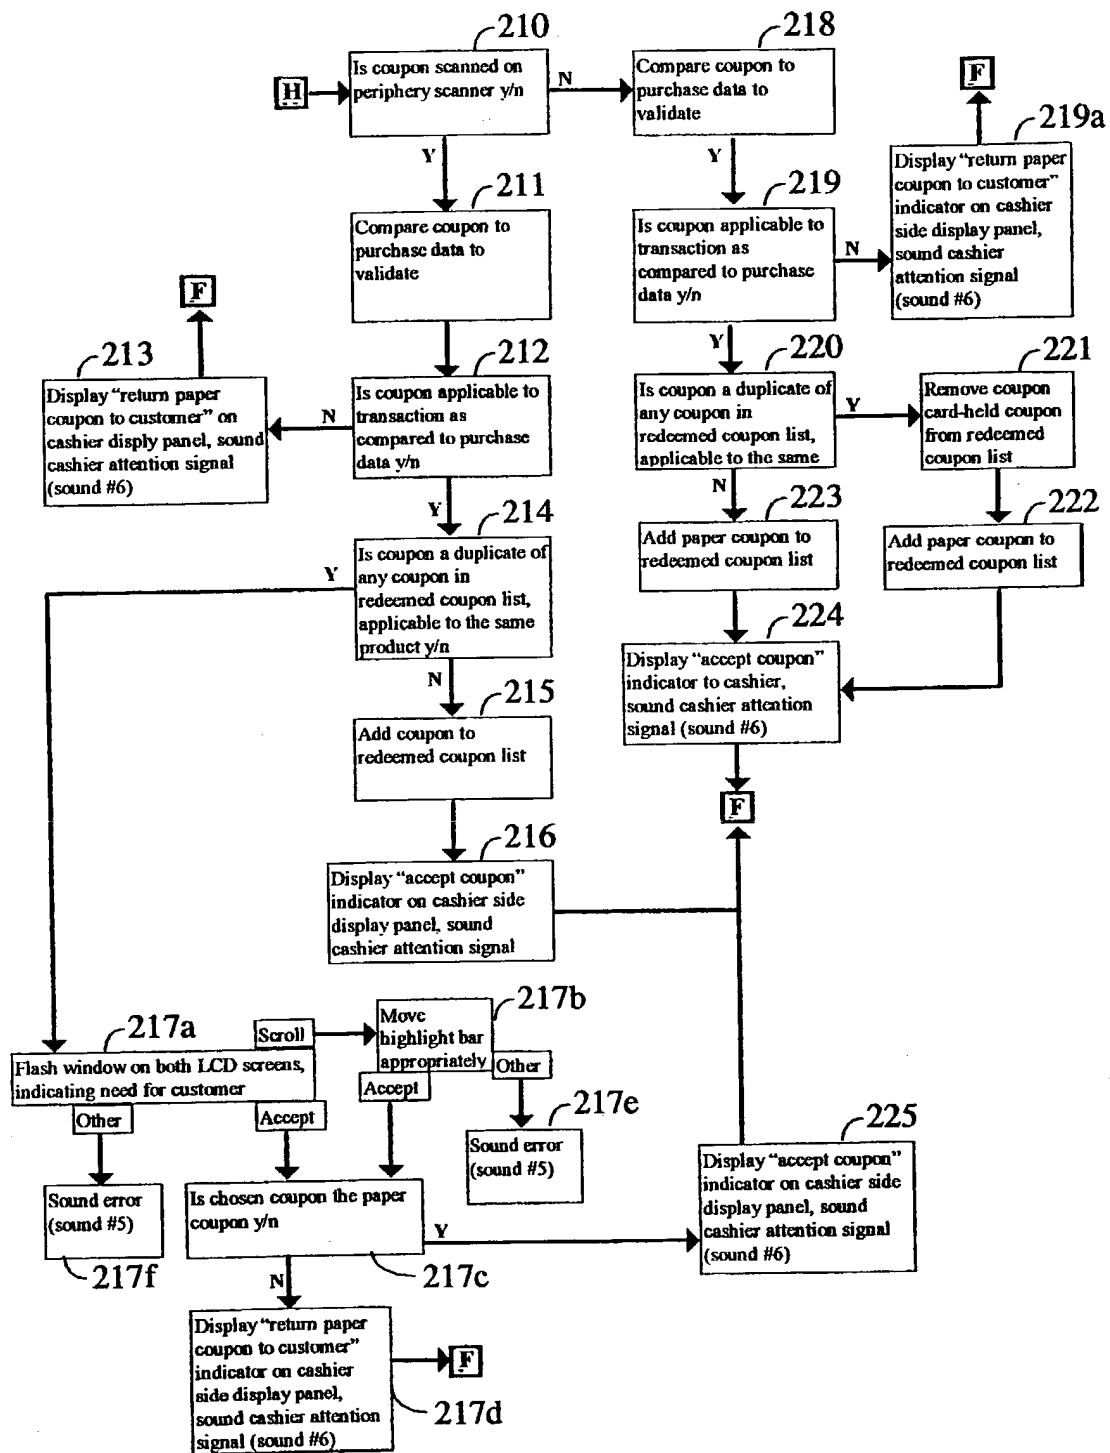 210
218
H
Is coupon scanned on
periphery scanner y/n
N
Compare coupon to
purchase data to
validate
F
219a
Y
Y
Display "return paper
coupon to customer"
indicator on cashier
side display panel,
sound cashier
attention signal
(sound #6)
211
219
Compare coupon to
purchase data to
validate
Is coupon applicable to
transaction as
compared to purchase
data y/n
N
F
213
212
Y
220
221
Display "return paper
coupon to customer" on
cashier disply panel, sound
cashier attention signal
(sound #6)
N
Is coupon applicable to
transaction as
compared to purchase
data y/n
Is coupon a duplicate of
any coupon in
redeemed coupon list,
applicable to the same
Y
Remove coupon
card-held coupon
from redeemed
coupon list
Y
214
N
223
222
Y
Is coupon a duplicate of
any coupon in
redeemed coupon list,
applicable to the same
product y/n
Add paper coupon to
redeemed coupon list
Add paper coupon to
redeemed coupon list
224
N
215
Display "accept coupon"
indicator to cashier,
sound cashier attention
signal (sound #6)
Add coupon to
redeemed coupon list
F
216
Display "accept coupon"
indicator on cashier side
display panel, sound
cashier attention signal
217a
Scroll
217b
Move
highlight bar
appropriately
Flash window on both LCD screens,
indicating need for customer
Other
Accept
Accept
Other
217e
225
Sound error
(sound #5)
Display "accept coupon"
indicator on cashier side
display panel, sound
cashier attention signal
(sound #6)
Sound error
(sound #5)
217f
Is chosen coupon the paper
coupon y/n
Y
217c
N
Display "return paper
coupon to customer"
indicator on cashier
side display panel,
sound cashier attention
signal (sound #6)
F
217d